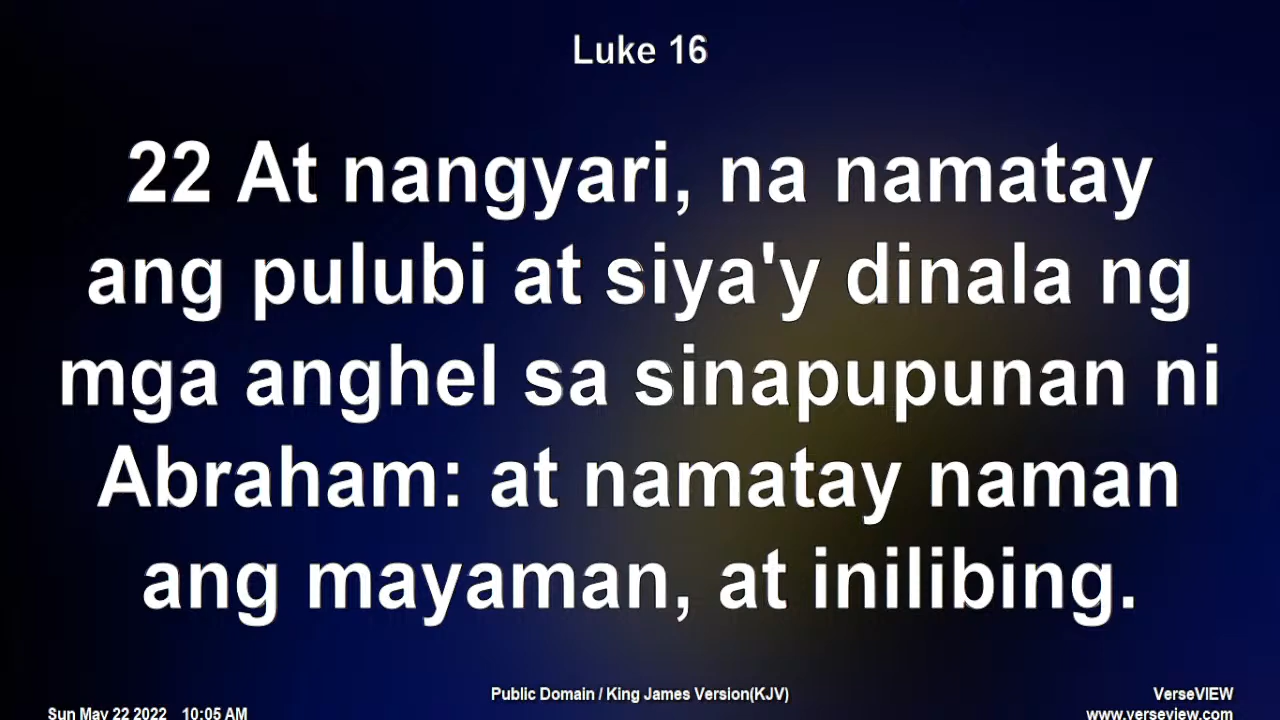 Luke 16
22 At nangyari, na namatay
ang pulubi at siya'y dinala ng
mga anghel sa sinapupunan ni
Abraham: at namatay naman
ang mayaman, at inilibing.
Public Domain / King James Version(KJV)
VerseVIEW
Sun May 22 2022 10:05 AM
www.verseview.com